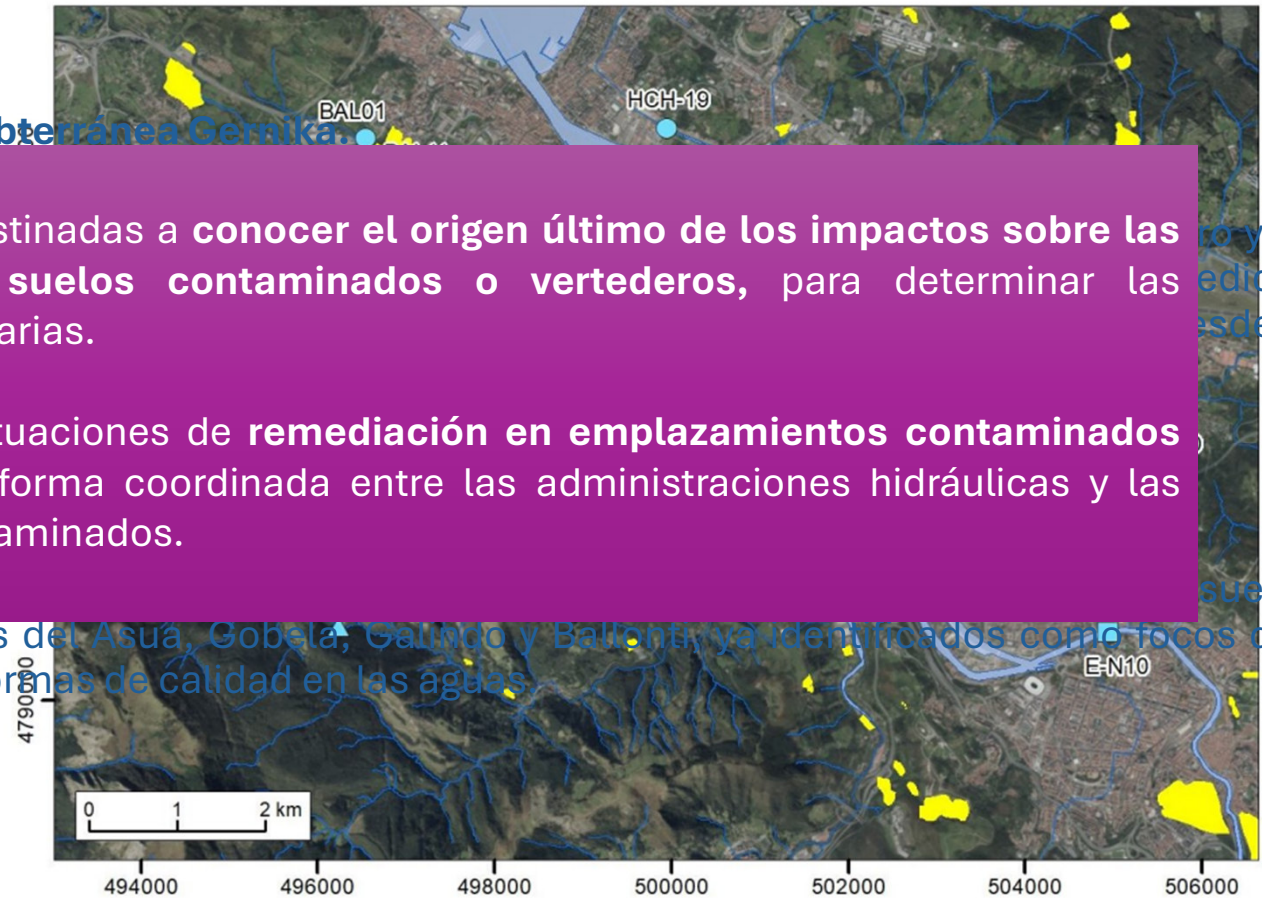 BAL01
HCH-19
bterránea Gernika.
stinadas a conocer el origen último de los impactos sobre las
suelos contaminados o vertederos, para determinar las
arias.
tuaciones de remediación en emplazamientos contaminados
forma coordinada entre las administraciones hidráulicas y las
aminados.
s del Asua, Gobela, Galindo y Ballonti, ya identificados como focos
rmas de calidad en las aguas
E-N10
4790000
0 1 2 km
494000 496000 498000 500000 502000 504000 506000